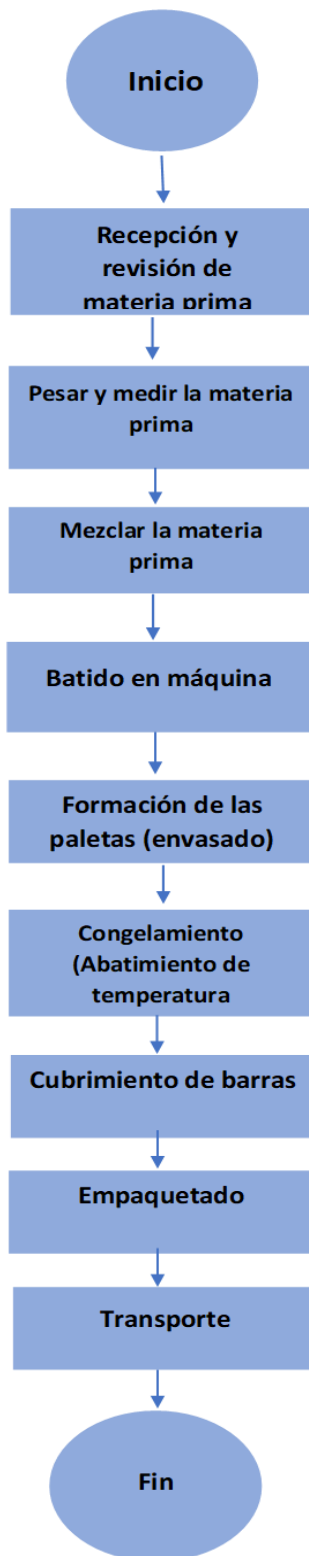 Inicio
Recepción y
revisión de
materia prima
Pesar y medir la materia
prima
Mezclar la materia
prima
Batido en máquina
Formación de las
paletas (envasado)
Congelamiento
(Abatimiento de
temperatura
Cubrimiento de barras
Empaquetado
Transporte
Fin